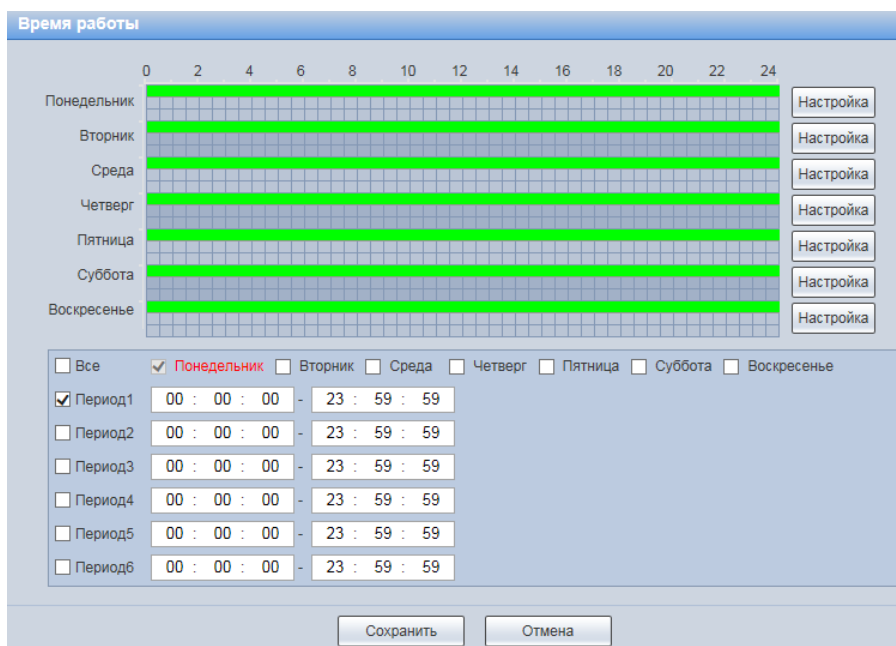 Время работы
0 2 4 6 8 10 12 14 16 18 20 22 24
Понедельник Настройка
Вторник Настройка
Среда Настройка
Четверг Настройка
Пятница Настройка
Суббота Настройка
Воскресенье Настройка
Все Понедельник Вторник Среда Четверг Пятница Суббота Воскресенье
Период1 00 : 00 : 00 - 23 : 59 : 59
Период2 00 : 00 : 00 - 23 : 59 : 59
Период3 00 : 00 : 00 - 23 : 59 : 59
Период4 00 : 00 : 00 - 23 : 59 : 59
Период5 00 : 00 : 00 - 23 : 59 : 59
Период6 00 : 00 : 00 - 23 : 59 : 59
Сохранить Отмена